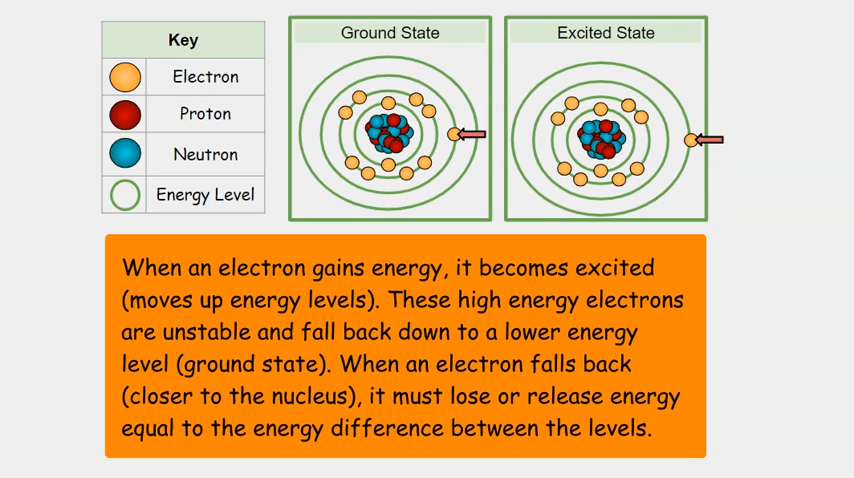 Key
Electron
Proton
Neutron
Energy Level
Ground State
Excited State
When an electron gains energy, it becomes excited
(moves up energy levels). These high energy electrons
are unstable and fall back down to a lower energy
level (ground state). When an electron falls back
(closer to the nucleus), it must lose or release energy
equal to the energy difference between the levels.